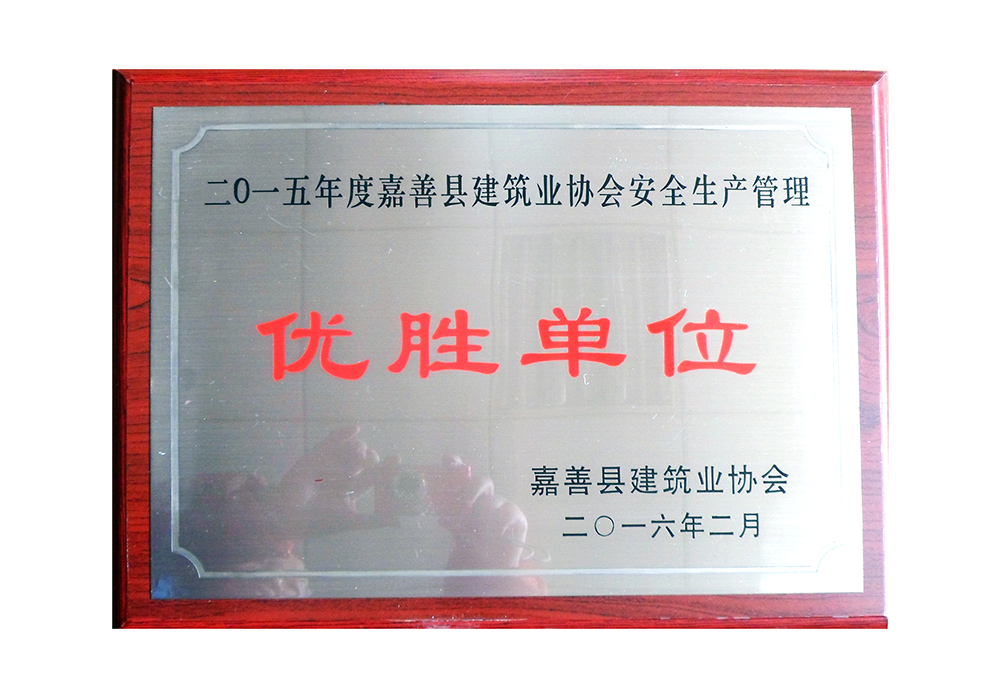 二0一五年度嘉善县建筑业协会安全生产管理
优胜单位
嘉善县建筑业协会
二〇一六年二月